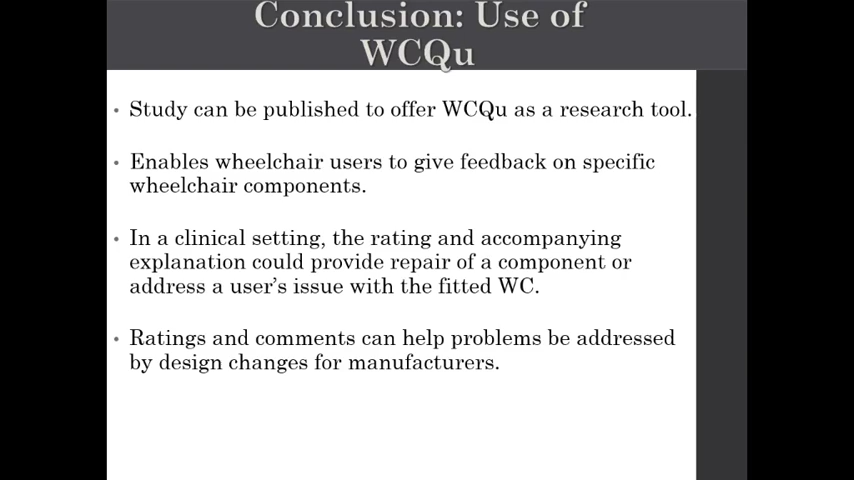 Conclusion: Use of
WCQu
• Study can be published to offer WCQu as a research tool.
• Enables wheelchair users to give feedback on specific
wheelchair components.
• In a clinical setting, the rating and accompanying
explanation could provide repair of a component or
address a user’s issue with the fitted WC.
• Ratings and comments can help problems be addressed
by design changes for manufacturers.